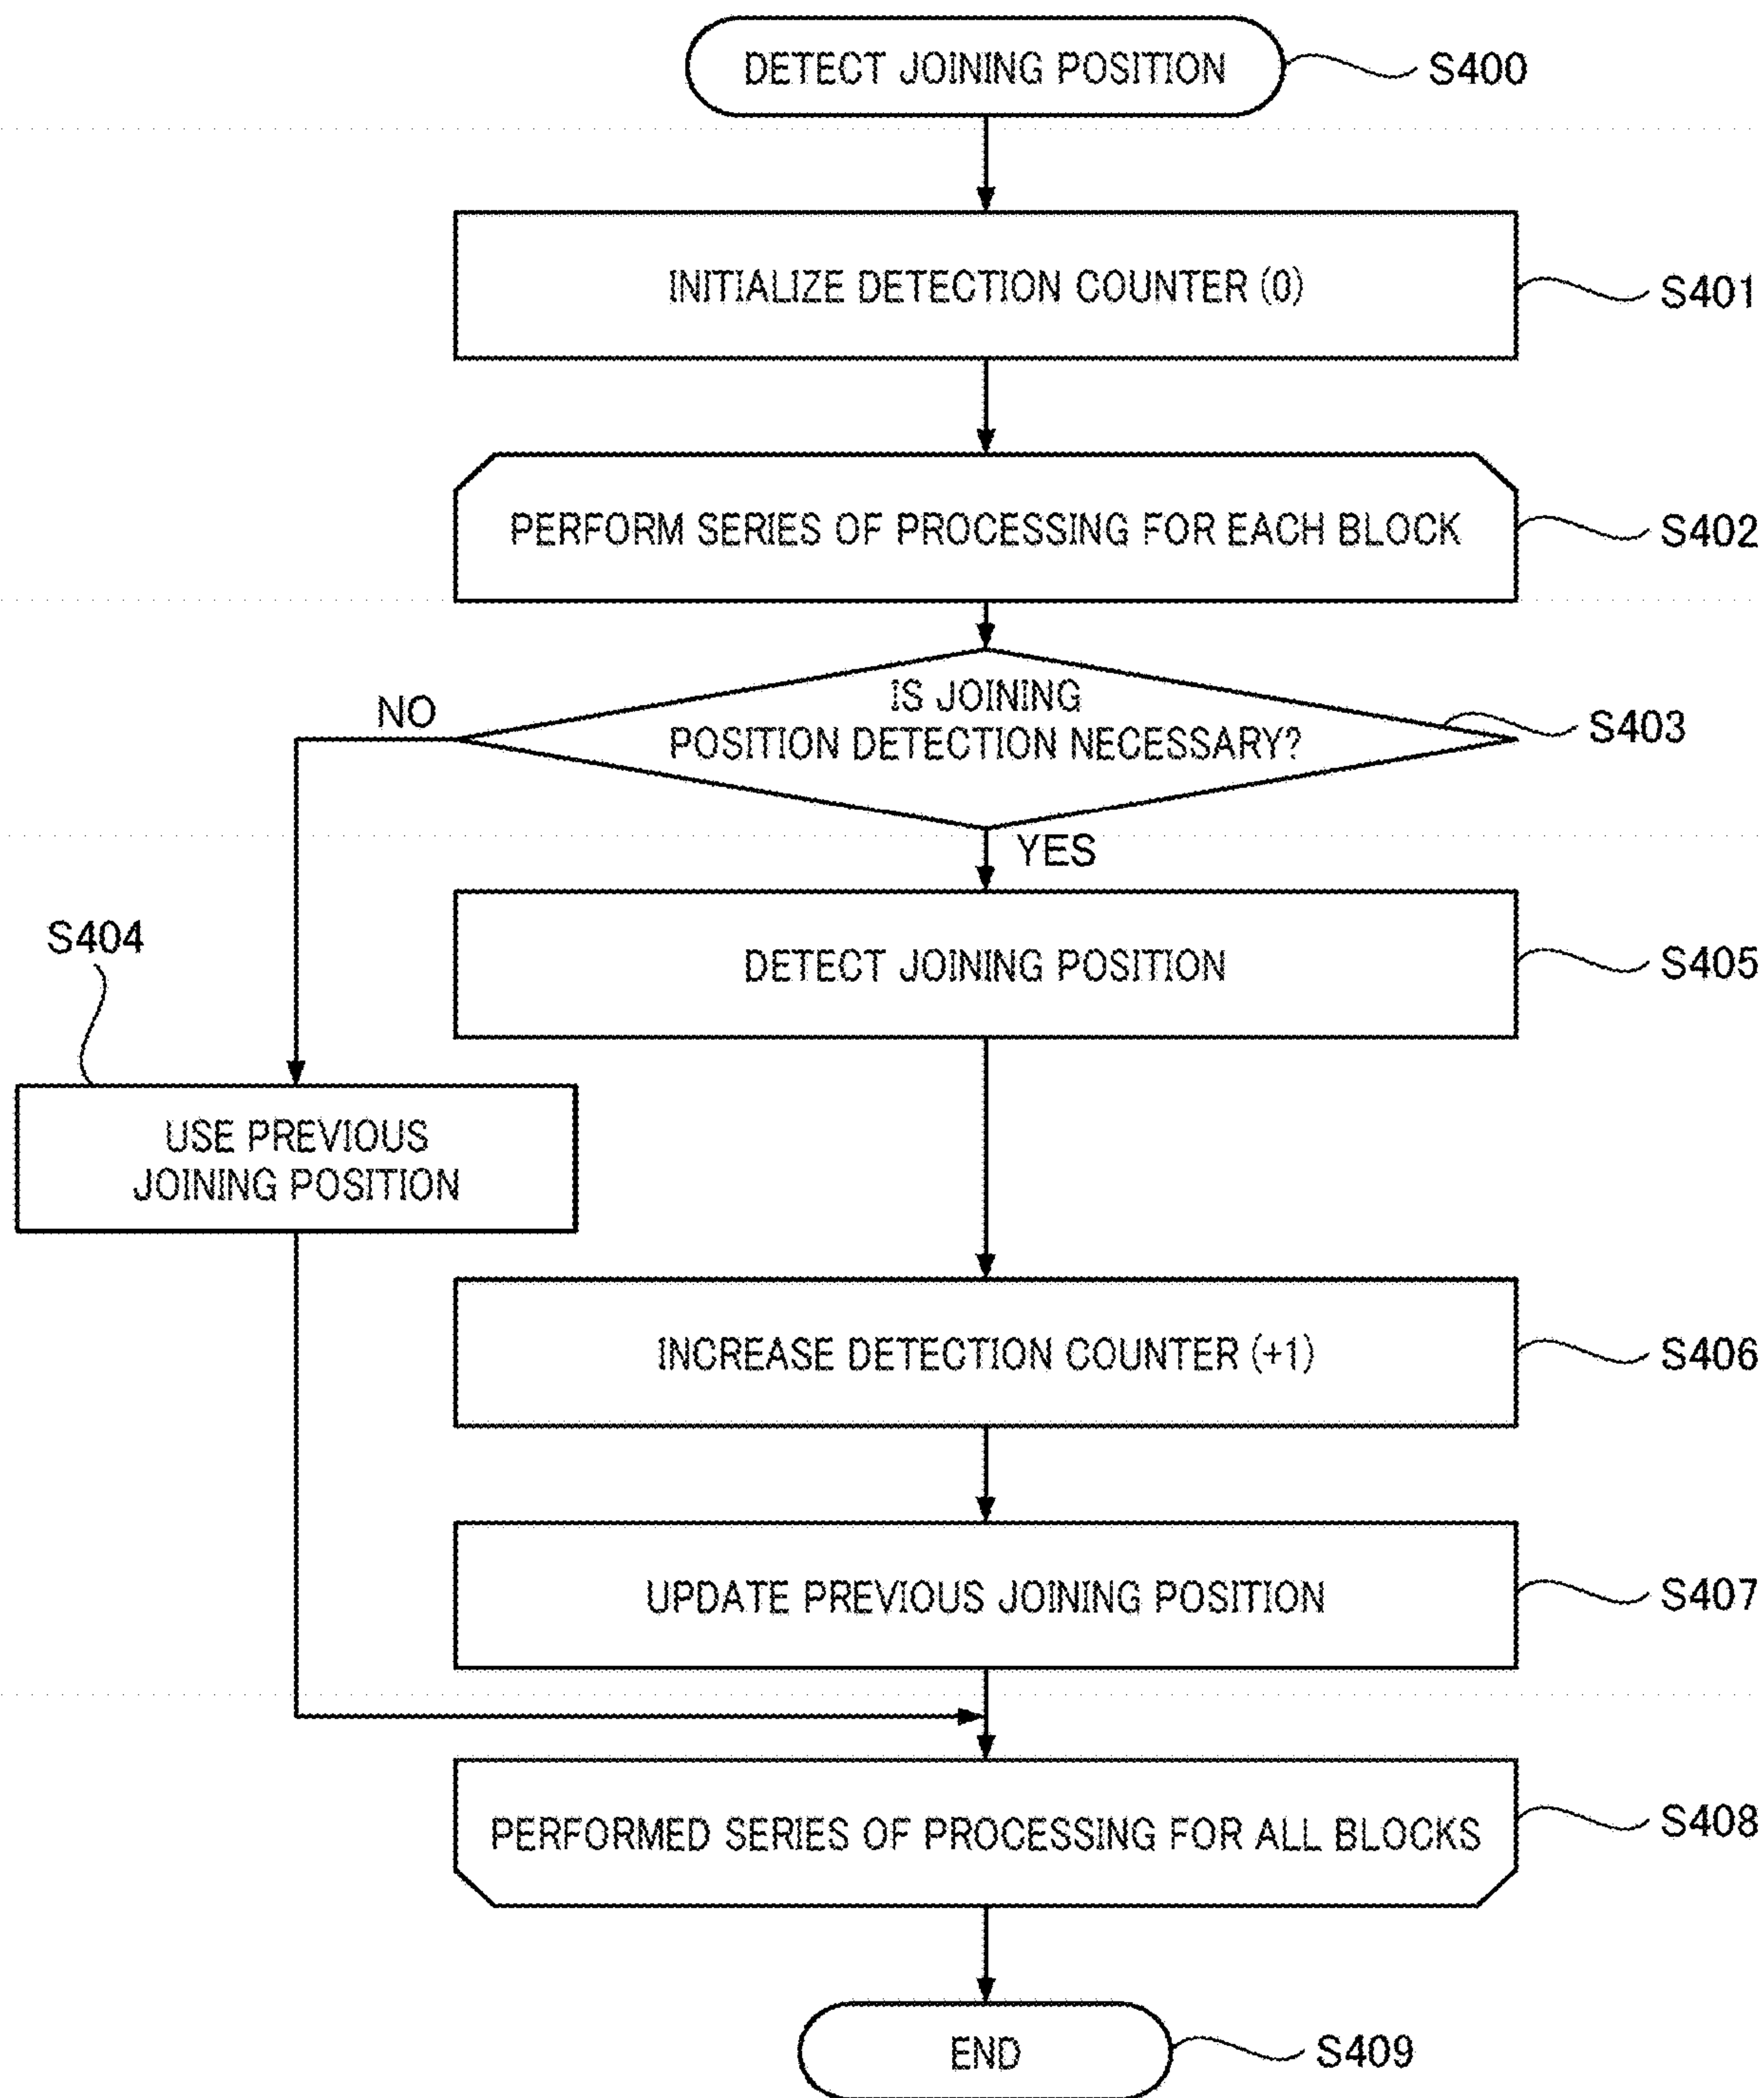 DETECT JOINING POSITION
S400
INITIALIZE DETECTION COUNTER (0)
S401
PERFORM SERIES OF PROCESSING FOR EACH BLOCK
S402
IS JOINING
POSITION DETECTION NECESSARY?
S403
NO
YES
S404
USE PREVIOUS
JOINING POSITION
DETECT JOINING POSITION
S405
INCREASE DETECTION COUNTER (+1)
S406
UPDATE PREVIOUS JOINING POSITION
S407
PERFORMED SERIES OF PROCESSING FOR ALL BLOCKS
S408
END
S409